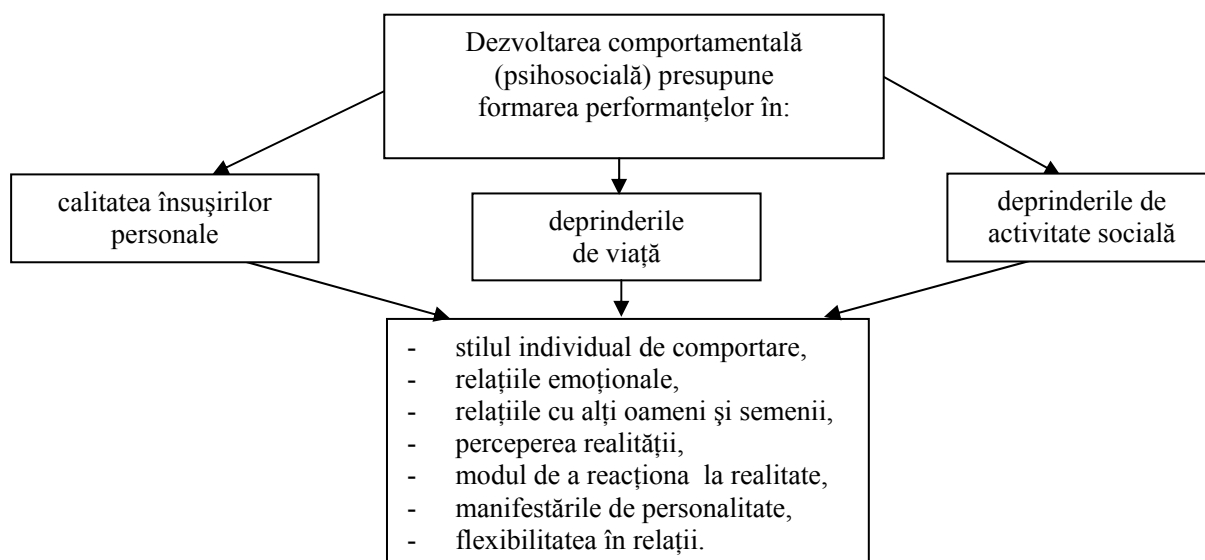 Dezvoltarea comportamentală
(psihosocială) presupune
formarea performanțelor în:
calitatea însuşirilor
personale
deprinderile
de viață
deprinderile de
activitate socială
- stilul individual de comportare,
- relațiile emoționale,
- relațiile cu alți oameni şi semenii,
- perceperea realității,
- modul de a reacționa la realitate,
- manifestările de personalitate,
- flexibilitatea în relații.